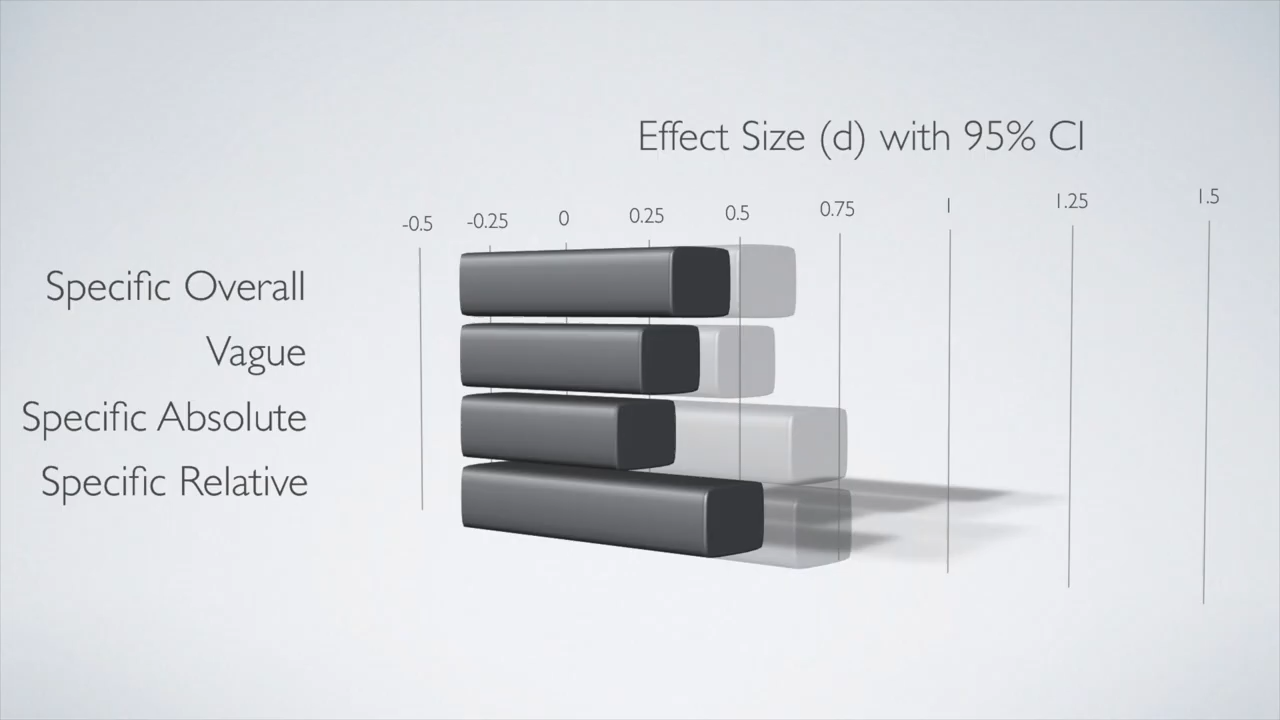 Effect Size (d) with 95% CI
-0.5 -0.25 0 0.25 0.5 0.75 1 1.25 1.5
Specific Overall
Vague
Specific Absolute
Specific Relative